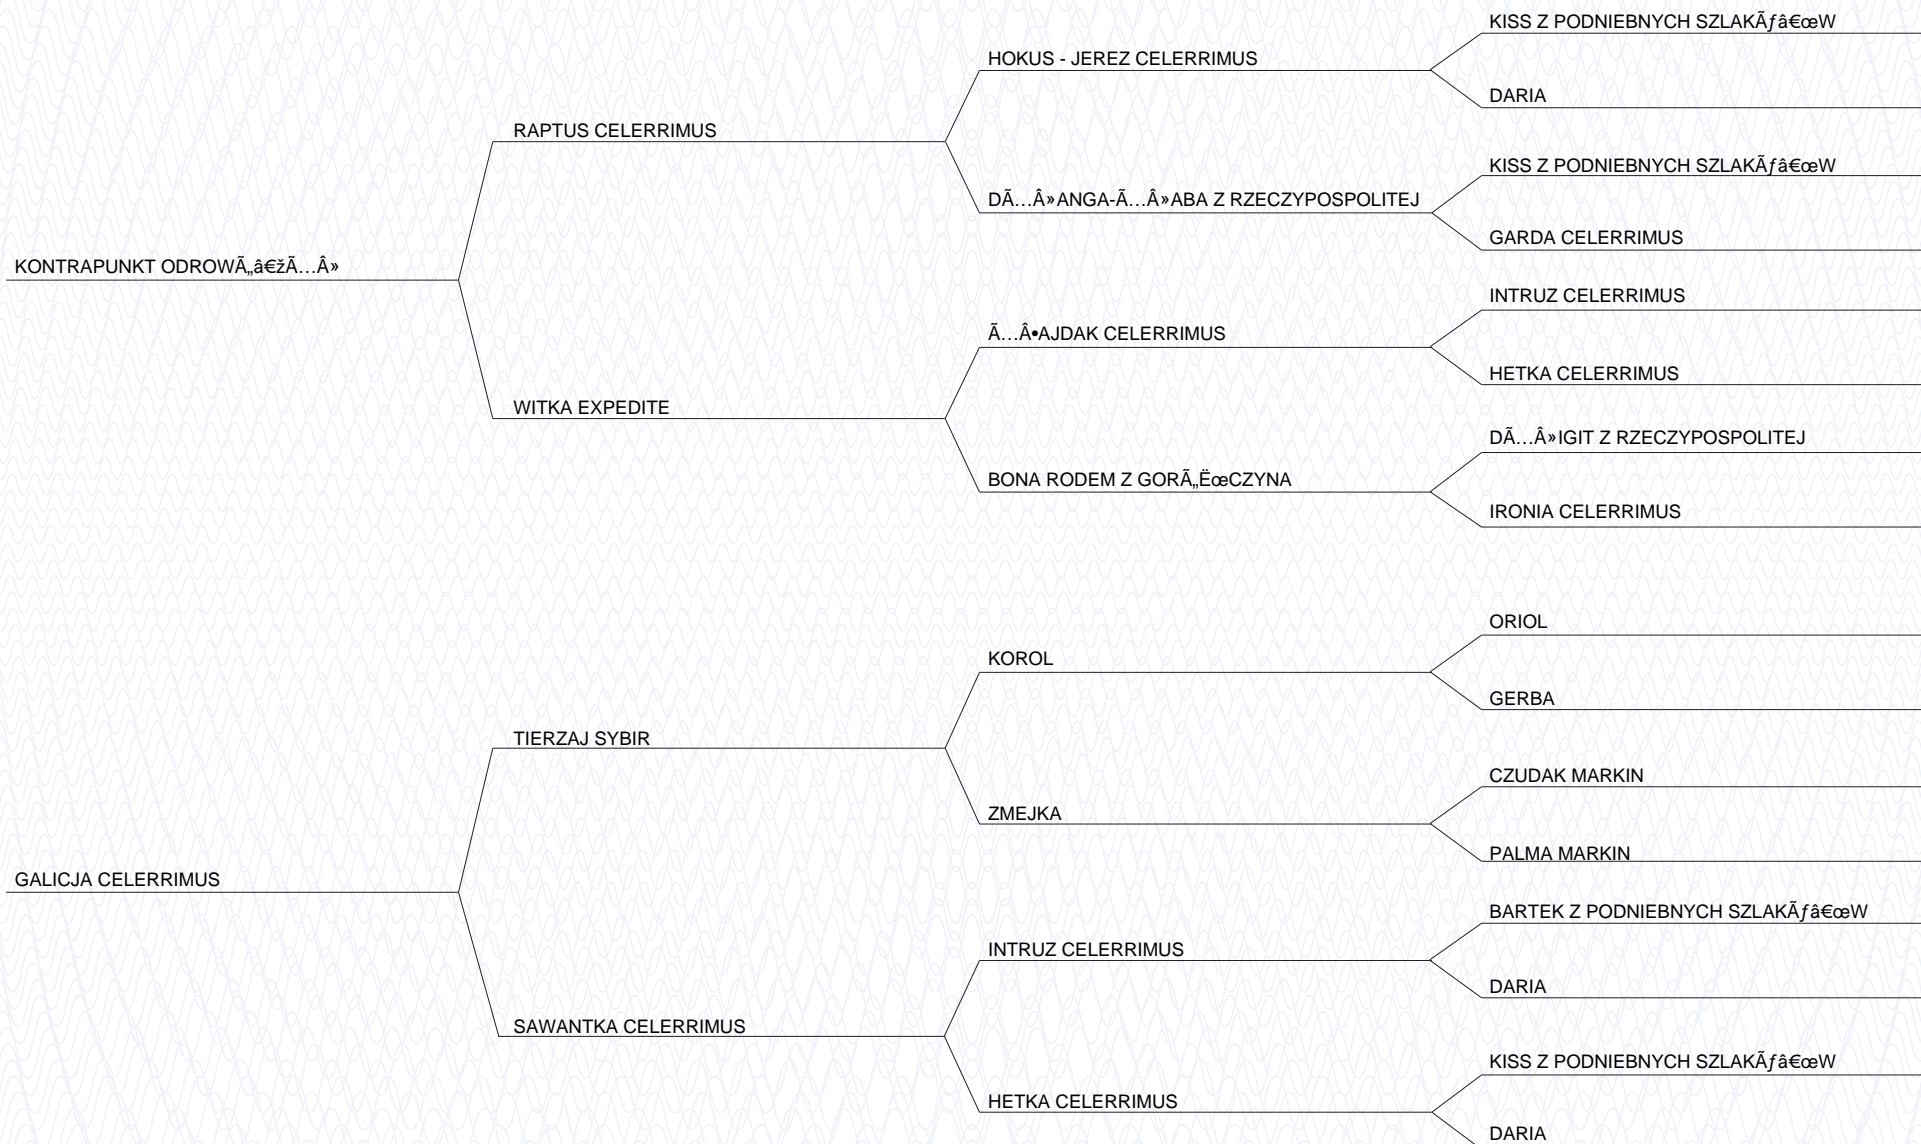 KISS Z PODNIEBNYCH SZLAKÃƒâ€œW
HOKUS - JEREZ CELERRIMUS
DARIA
RAPTUS CELERRIMUS
KISS Z PODNIEBNYCH SZLAKÃƒâ€œW
DÃ…Â»ANGA-Ã…Â»ABA Z RZECZYPOSPOLITEJ
GARDA CELERRIMUS
KONTRAPUNKT ODROWÃ„â€žÃ…Â»
INTRUZ CELERRIMUS
Ã…Â•AJDAK CELERRIMUS
HETKA CELERRIMUS
WITKA EXPEDITE
DÃ…Â»IGIT Z RZECZYPOSPOLITEJ
BONA RODEM Z GORÃ„ËœCZYNA
IRONIA CELERRIMUS
ORIOL
KOROL
GERBA
TIERZAJ SYBIR
CZUDAK MARKIN
ZMEJKA
PALMA MARKIN
GALICJA CELERRIMUS
BARTEK Z PODNIEBNYCH SZLAKÃƒâ€œW
INTRUZ CELERRIMUS
DARIA
SAWANTKA CELERRIMUS
KISS Z PODNIEBNYCH SZLAKÃƒâ€œW
HETKA CELERRIMUS
DARIA